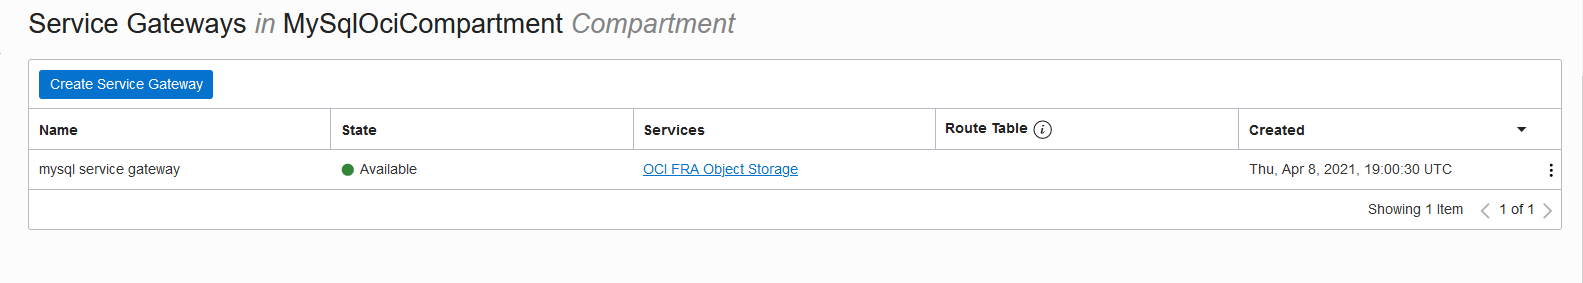 Service Gateways in MySqlOciCompartment Compartment
Create Service Gateway
Name State Services Route Table i Created
mysql service gateway Available OCI FRA Object Storage Thu, Apr 8, 2021, 19:00:30 UTC
Showing 1 Item < 1 of 1 >